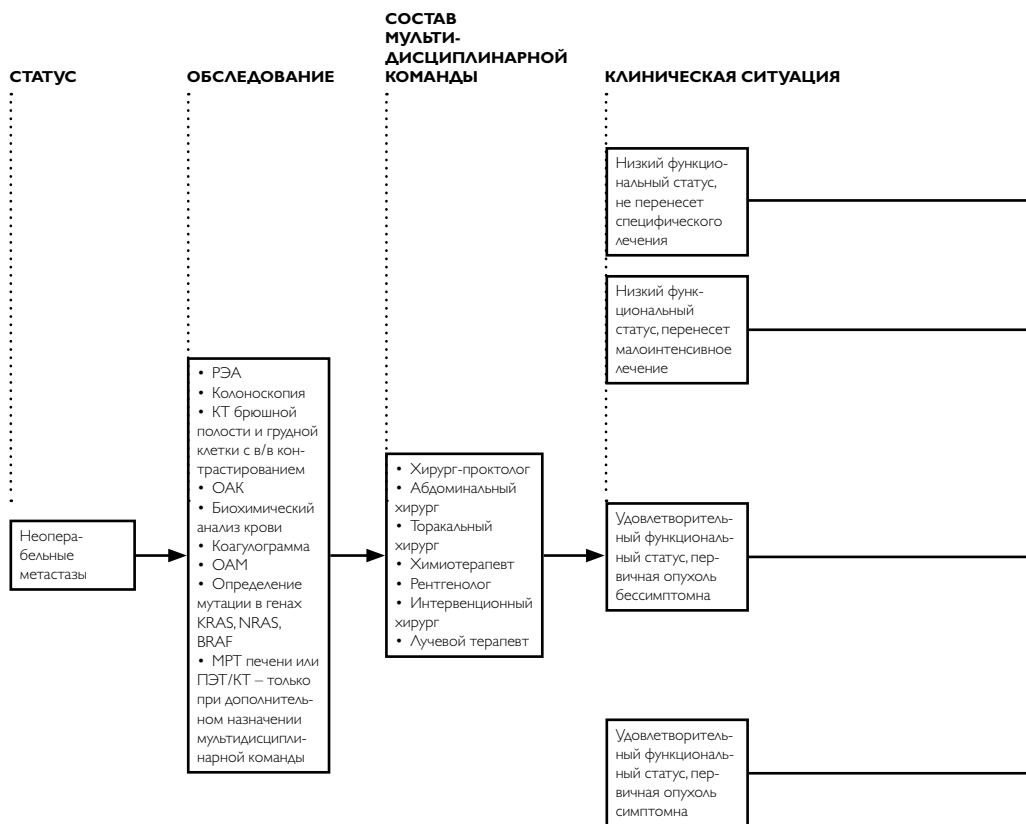 СТАТУС
ОБСЛЕДОВАНИЕ
СОСТАВ
МУЛЬТИ-
ДИСЦИПЛИНАРНОЙ
КОМАНДЫ
КЛИНИЧЕСКАЯ СИТУАЦИЯ
Неопера-
бельные
метастазы
• РЭА
• Колоноскопия
• КТ брюшной
полости и грудной
клетки с в/в кон-
трастированием
• ОАК
• Биохимический
анализ крови
• Коагулограмма
• ОАМ
• Определение
мутации в генах
KRAS, NRAS,
BRAF
• МРТ печени или
ПЭТ/КТ – только
при дополнитель-
ном назначении
мультидисципли-
нарной команды
• Хирург-проктолог
• Абдоминальный
хирург
• Торакальный
хирург
• Химиотерапевт
• Рентгенолог
• Интервенционный
хирург
• Лучевой терапевт
Низкий функцио-
нальный статус,
не перенесет
специфического
лечения
Низкий функ-
циональный
статус, перенесет
малоинтенсивное
лечение
Удовлетворитель-
ный функциональ-
ный статус, пер-
вичная опухоль
бессимптомна
Удовлетворитель-
ный функциональ-
ный статус, пер-
вичная опухоль
симптомна